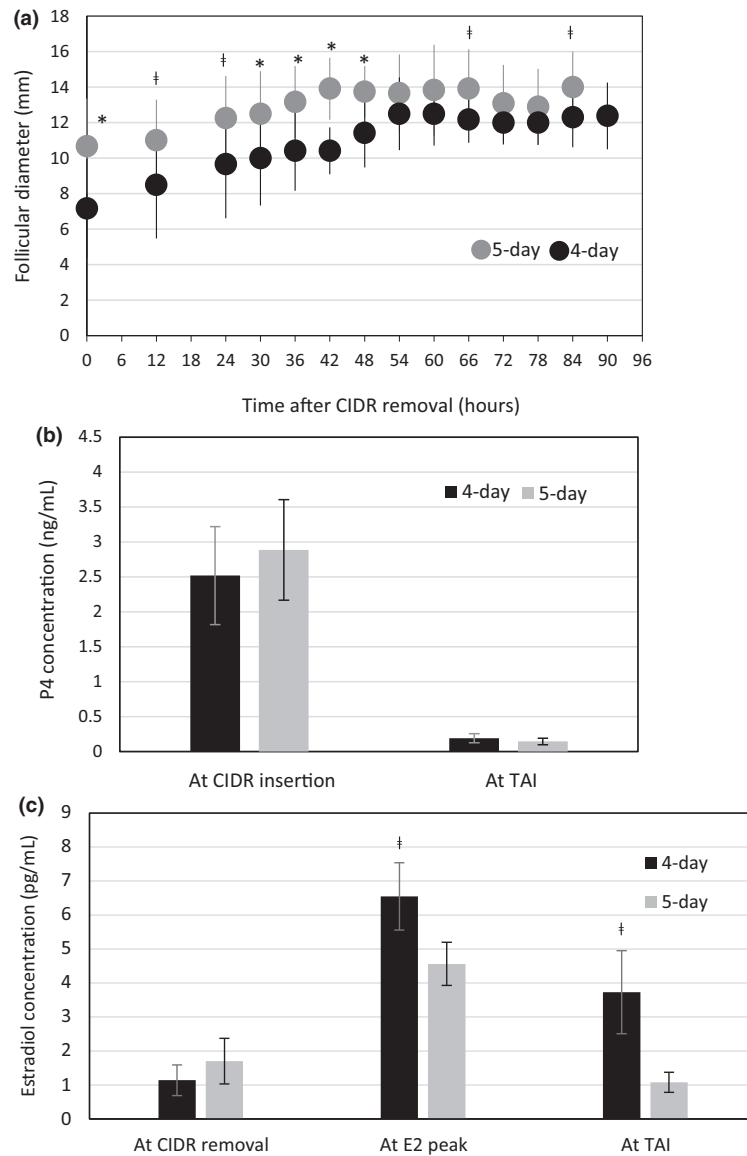 (a)
18
16
14
12
10
8
6
4
2
0
Follicular diameter (mm)
ǂ ǂ * * * * ǂ ǂ
*
5-day 4-day
0 6 12 18 24 30 36 42 48 54 60 66 72 78 84 90 96
Time after CIDR removal (hours)
(b)
4.5
4
3.5
3
2.5
2
1.5
1
0.5
0
P4 concentration (ng/mL)
4-day 5-day
At CIDR insertion At TAI
(c)
9
8
7
6
5
4
3
2
1
0
Estradiol concentration (pg/mL)
ǂ
ǂ
4-day
5-day
At CIDR removal At E2 peak At TAI